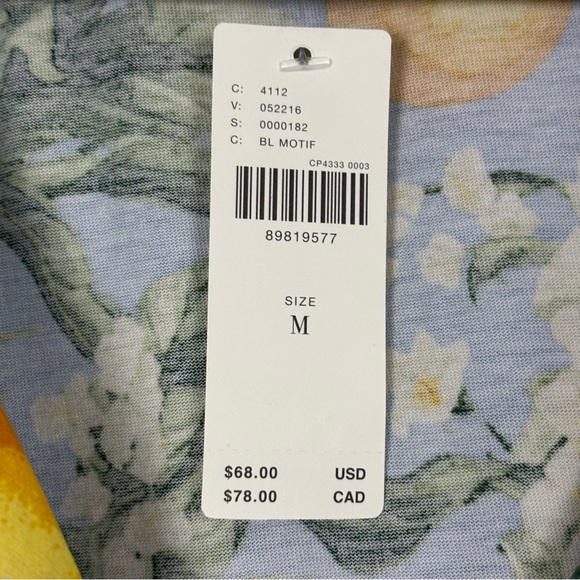 C: 4112
V: 052216
S: 0000182
C: BL MOTIF
CP4333 0003
89819577
SIZE
M
$68.00 USD
$78.00 CAD